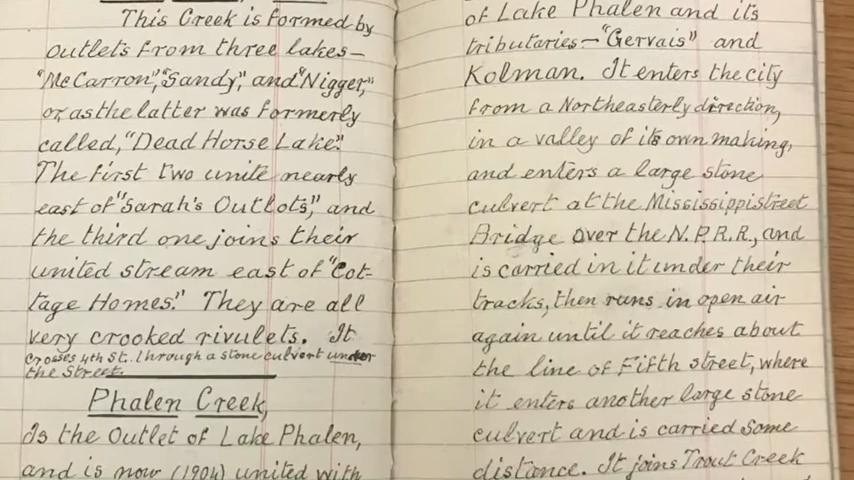 This Creek is formed by
outlets from three lakes—
"McCarron", "Sandy", and "Nigger",
or, as the latter was formerly
called, "Dead Horse Lake".
The first two unite nearly
east of "Sarah's Outlots", and
the third one joins their
united stream east of "Cot-
tage Homes". They are all
very crooked rivulets. It
crosses 4th St. through a stone culvert under
the Street.
Phalen Creek,
Is the Outlet of Lake Phalen,
and is now (1904) united with
of Lake Phalen and its
tributaries—"Gervais" and
Kolman. It enters the city
from a Northeasterly direction,
in a valley of its own making,
and enters a large stone
culvert at the Mississippi street
Bridge over the N.P.R.R., and
is carried in it under their
tracks, then runs in open air
again until it reaches about
the line of Fifth street, where
it enters another large stone
culvert and is carried some
distance. It joins Trout Creek